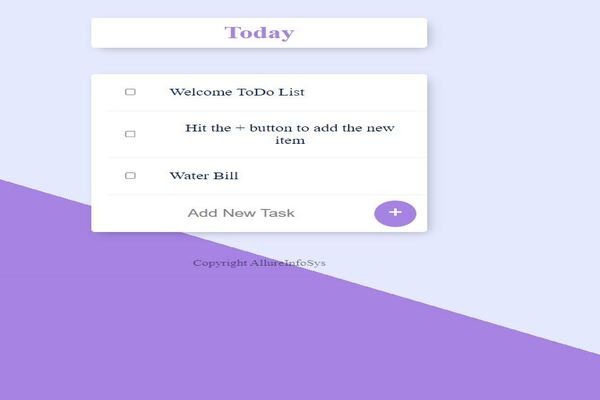 Today
Welcome ToDo List
Hit the + button to add the new
item
Water Bill
Add New Task
+
Copyright AllureInfoSys